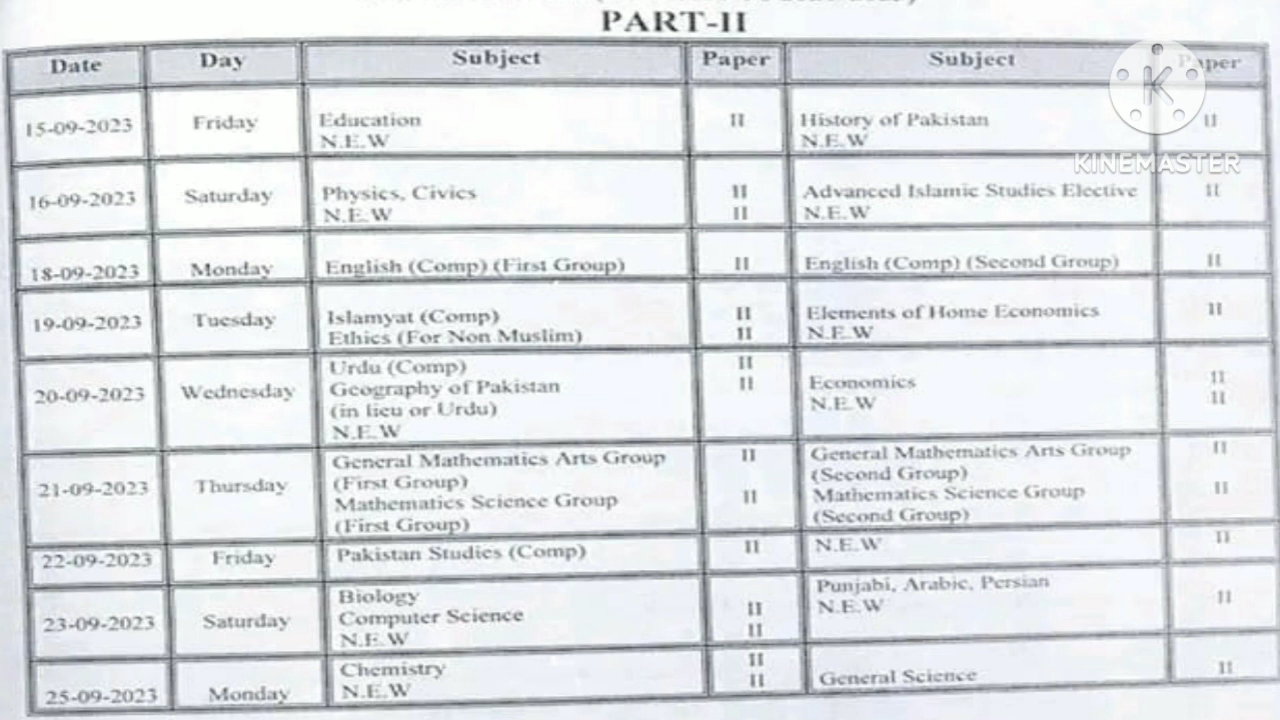 PART-II
Date Day Subject Paper Subject Paper
15-09-2023 Friday Education II History of Pakistan II
N.E.W N.E.W
16-09-2023 Saturday Physics, Civics II Advanced Islamic Studies Elective II
N.E.W II N.E.W
18-09-2023 Monday English (Comp) (First Group) II English (Comp) (Second Group) II
19-09-2023 Tuesday Islamyat (Comp) II Elements of Home Economics II
Ethics (For Non Muslim) II N.E.W
Urdu (Comp) II
20-09-2023 Wednesday Geography of Pakistan II Economics II
(in lieu or Urdu) N.E.W II
N.E.W
General Mathematics Arts Group II General Mathematics Arts Group II
21-09-2023 Thursday (First Group) (Second Group)
Mathematics Science Group II Mathematics Science Group II
(First Group) (Second Group)
22-09-2023 Friday Pakistan Studies (Comp) II N.E.W II
Biology Punjabi, Arabic, Persian
23-09-2023 Saturday Computer Science II N.E.W II
N.E.W II
Chemistry II
25-09-2023 Monday N.E.W II General Science II
K
KINEMASTER